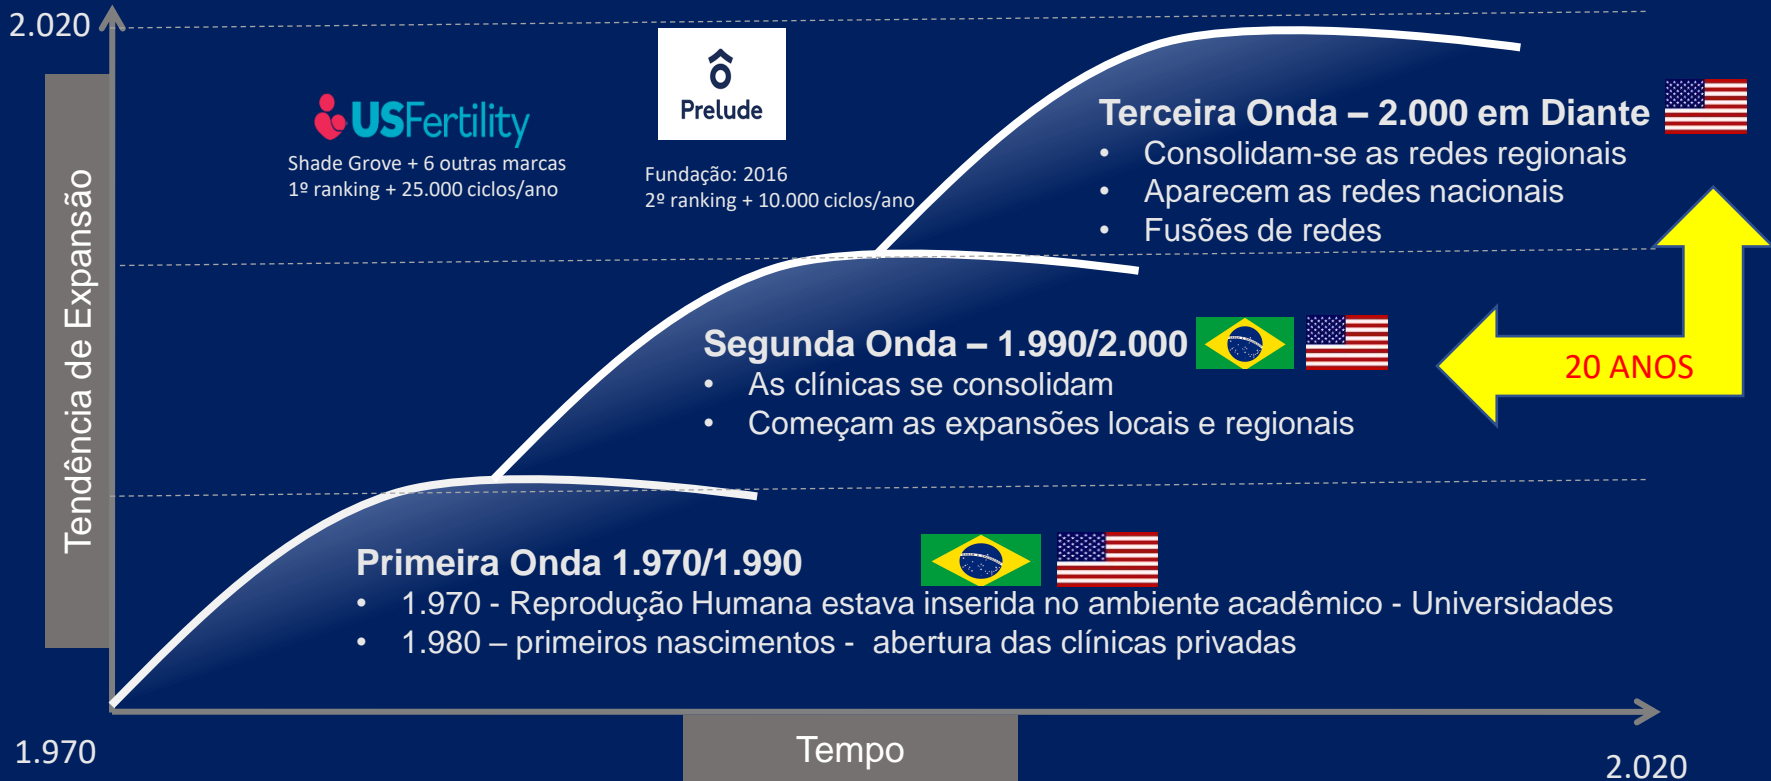 2.020
Tendência de Expansão
USFertility
Shade Grove + 6 outras marcas
1º ranking + 25.000 ciclos/ano
ô
Prelude
Fundação: 2016
2º ranking + 10.000 ciclos/ano
Terceira Onda – 2.000 em Diante
• Consolidam-se as redes regionais
• Aparecem as redes nacionais
• Fusões de redes
Segunda Onda – 1.990/2.000
• As clínicas se consolidam
• Começam as expansões locais e regionais
20 ANOS
Primeira Onda 1.970/1.990
• 1.970 - Reprodução Humana estava inserida no ambiente acadêmico - Universidades
• 1.980 – primeiros nascimentos - abertura das clínicas privadas
1.970
Tempo
2.020